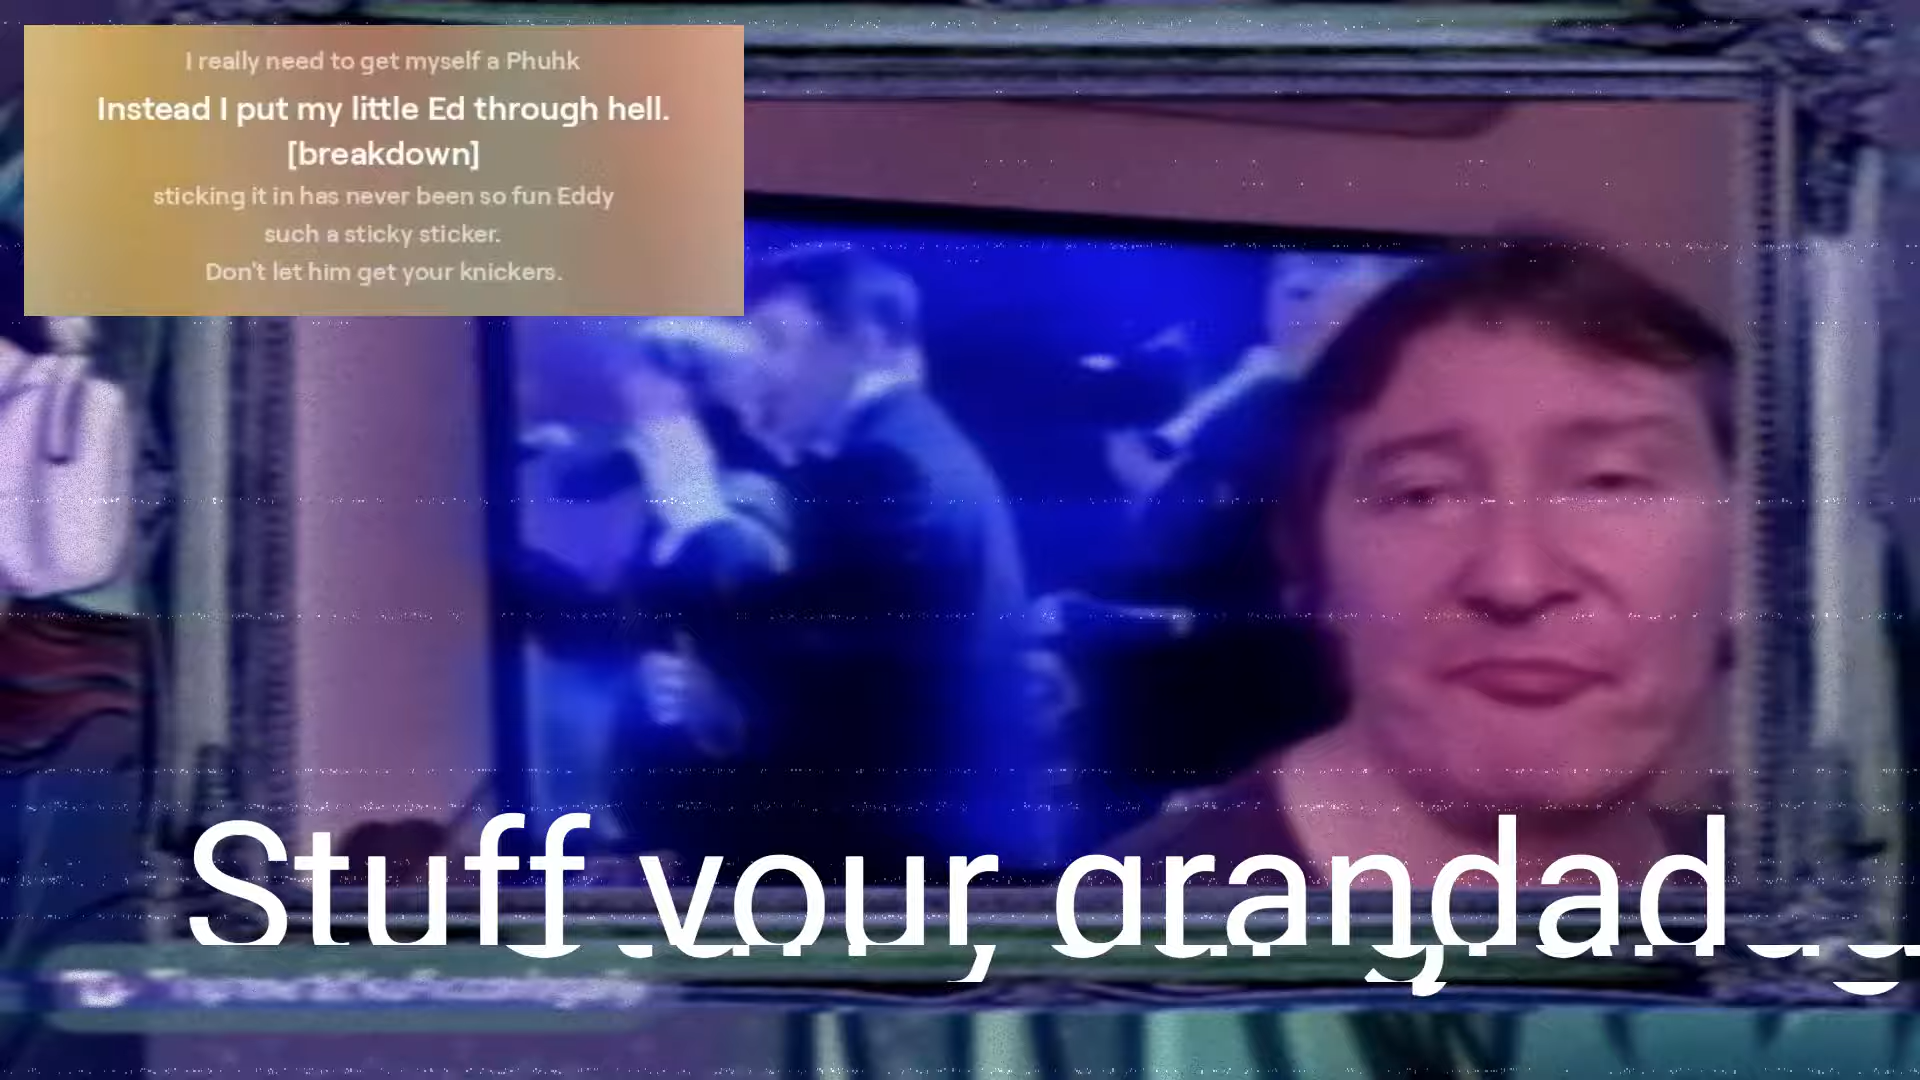 I really need to get myself a Phuhk
Instead I put my little Ed through hell.
[breakdown]
sticking it in has never been so fun Eddy
such a sticky sticker.
Don't let him get your knickers.
Stuff your grandad